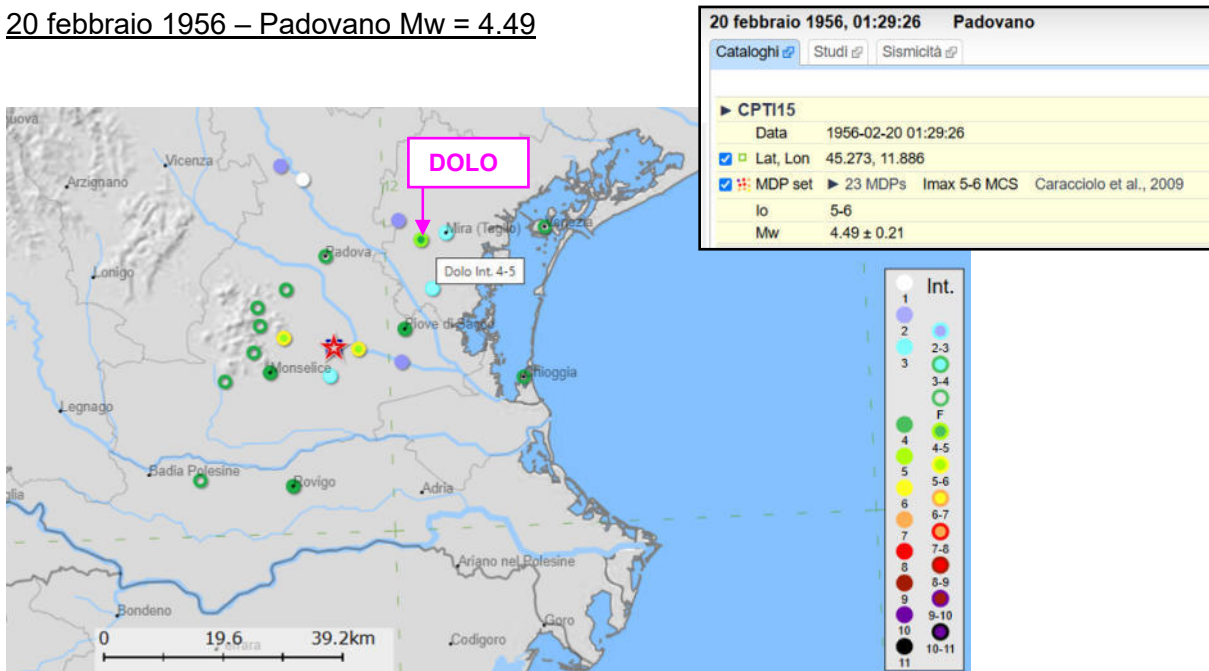 20 febbraio 1956 – Padovano Mw = 4.49
20 febbraio 1956, 01:29:26 Padovano
Cataloghi Studi Sismicità
► CPTI15
Data 1956-02-20 01:29:26
Lat, Lon 45.273, 11.886
MDP set ► 23 MDPs Imax 5-6 MCS Caracciolo et al., 2009
Io 5-6
Mw 4.49 ± 0.21
DOLO
Vicenza
12
Arzignano
Mira (Taglio)
Venezia
Padova
Lonigo
Dolo Int. 4-5
Piove di Sacco
Monselice
Chioggia
Legnago
Badia Polesine
Rovigo
Adria
Ariano nel Polesine
Bondeno
Goro
Codigoro
0 19.6 39.2km
Ferrara
Int.
1
2
3
4
5
6
7
8
9
10
11
2-3
3-4
F
4-5
5-6
6-7
7-8
8-9
9-10
10-11